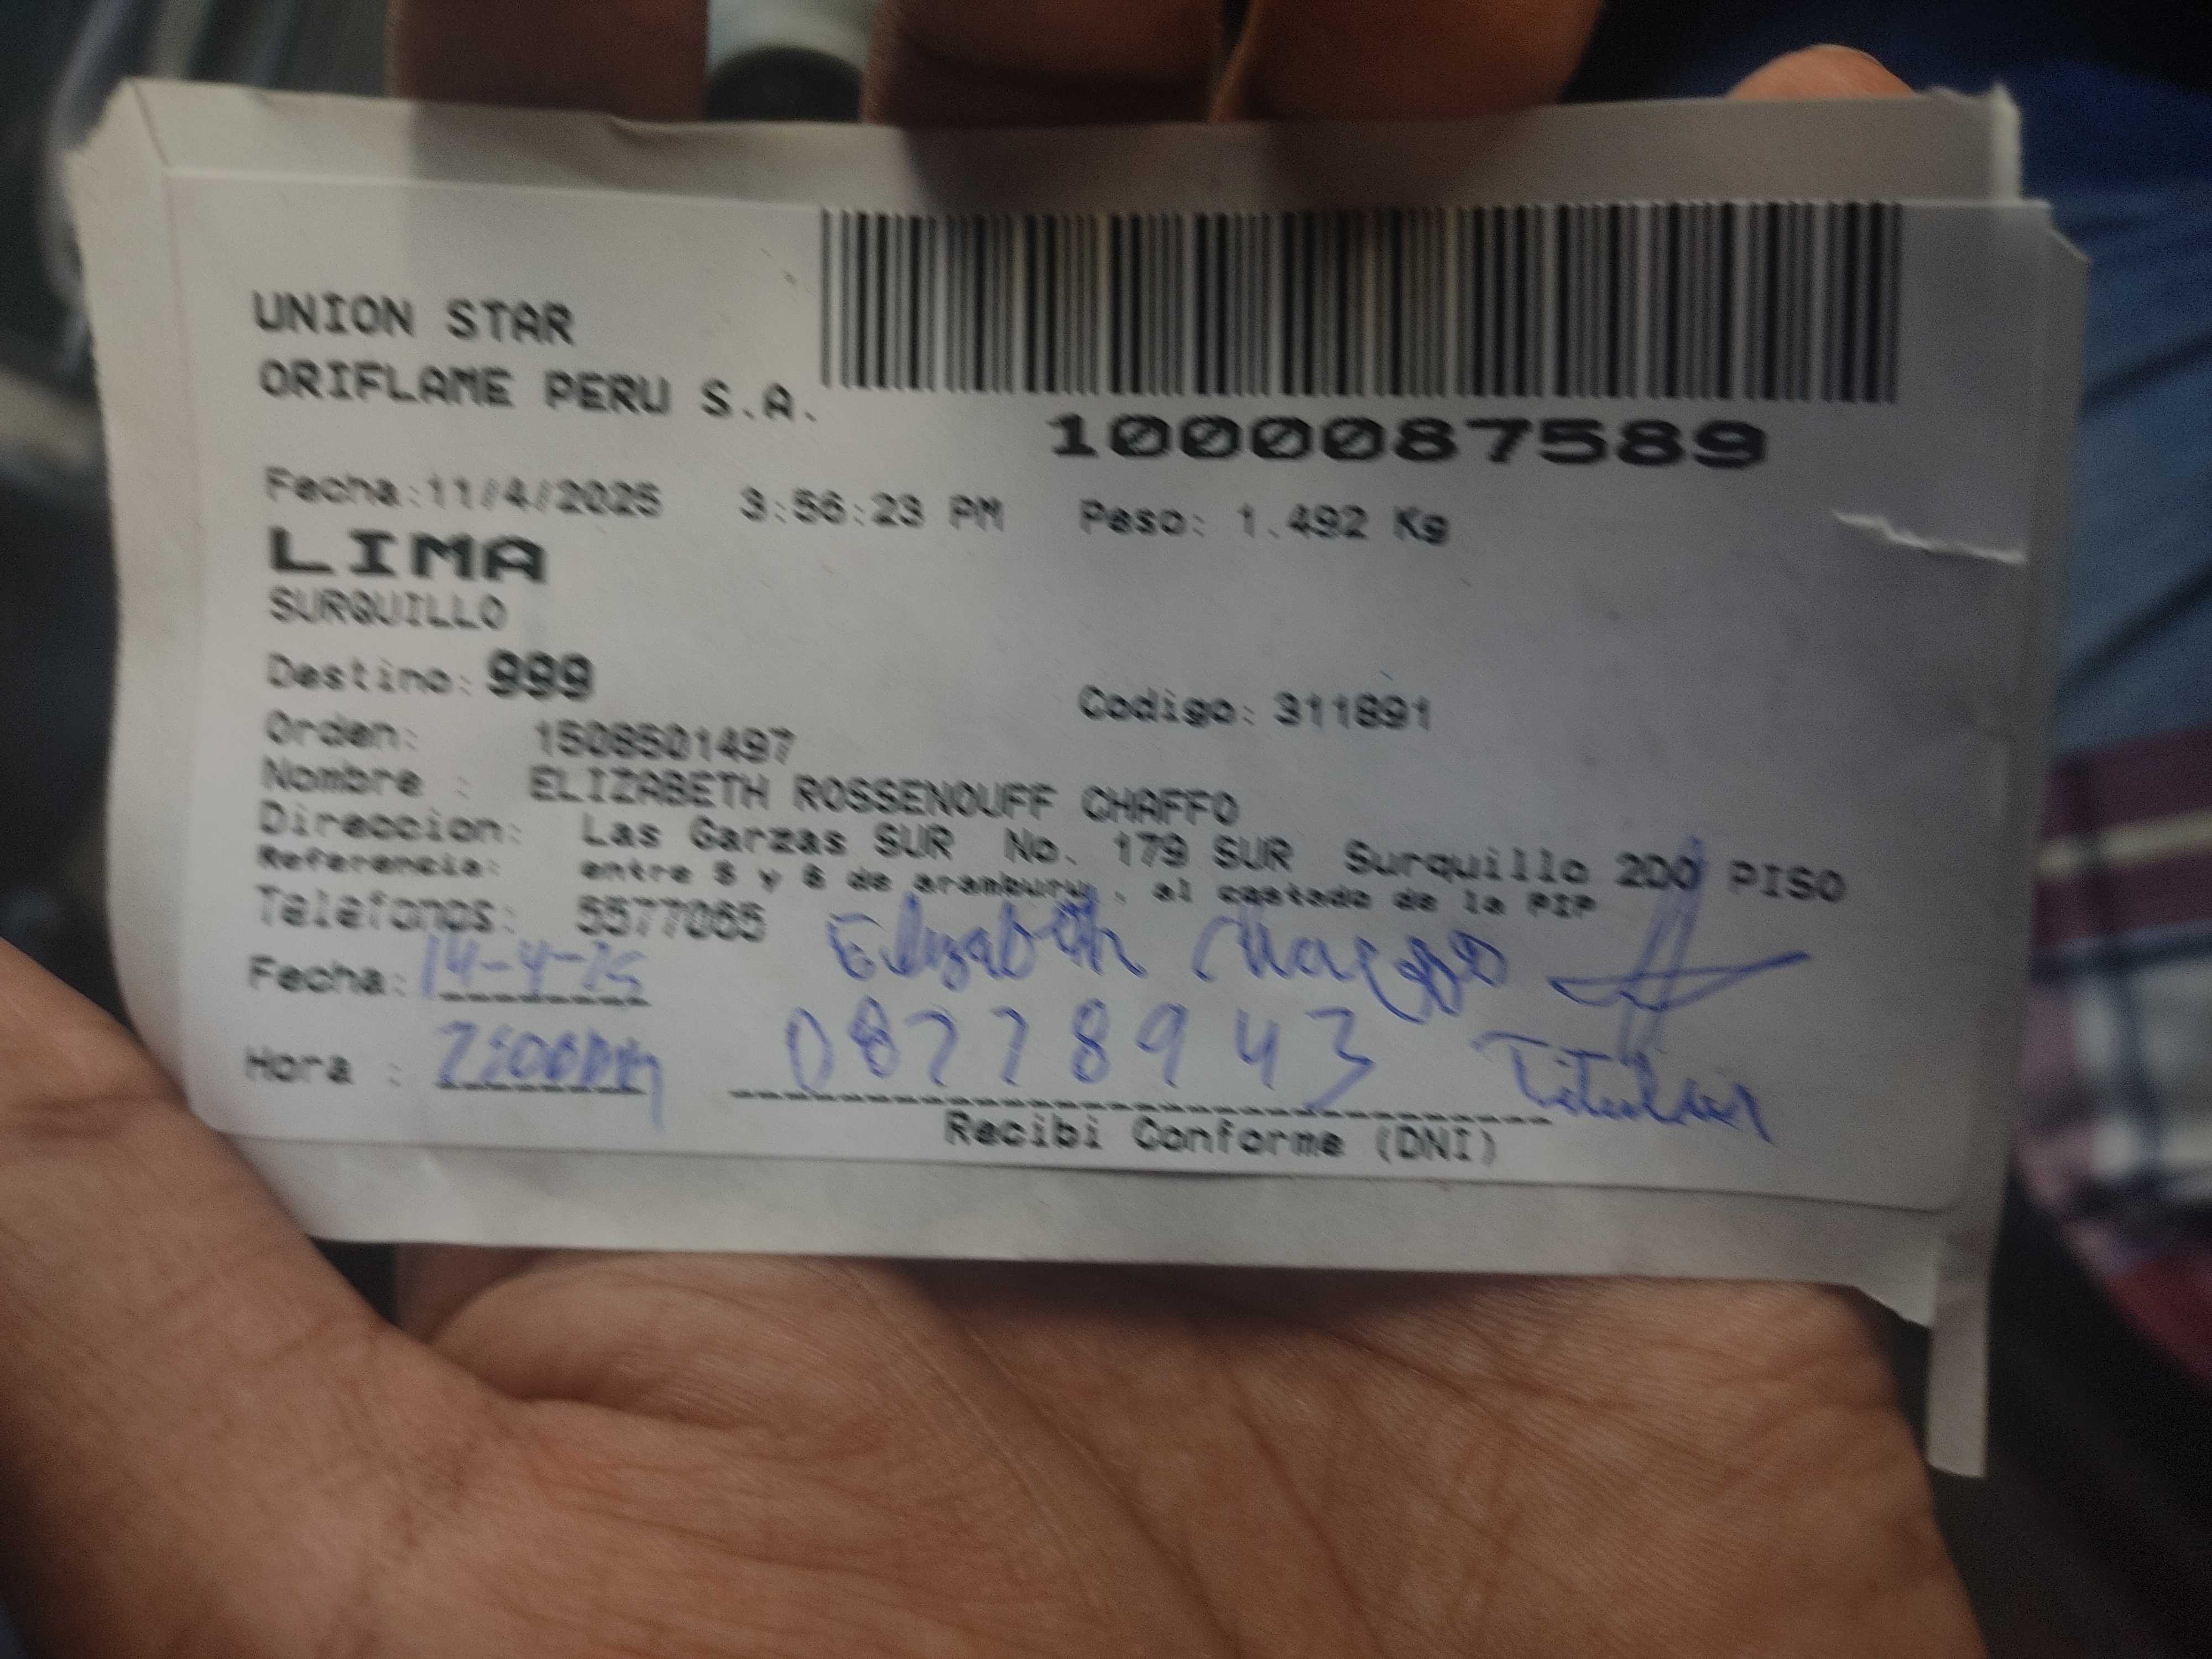 UNION STAR
ORIFLAME PERU S.A.
1000087589
Fecha:11/4/2025 3:56:23 PM Peso: 1.492 Kg
LIMA
SURQUILLO
Destino: 999
Codigo: 311891
Orden: 1508501497
Nombre : ELIZABETH ROSSENOUFF CHAFFO
Direccion: Las Garzas SUR No. 179 SUR Surquillo 2DO PISO
Referencia: entre 5 y 6 de aramburu , al costado de la PIP
Telefonos: 5577065
Elizabeth
Fecha: 14-4-25
Hora :
08778943 Titular
Recibi Conforme (DNI)